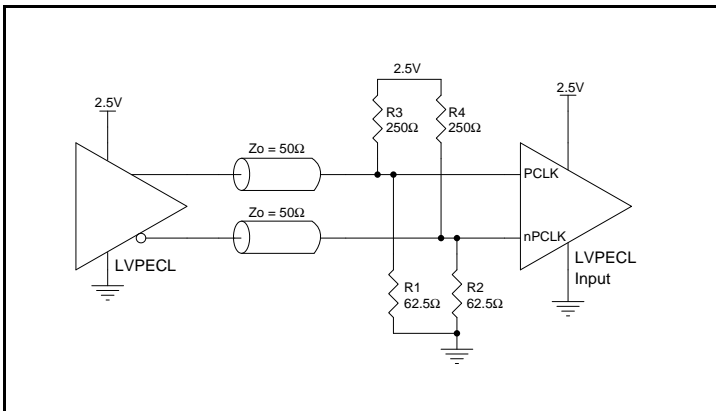 2.5V
2.5V
2.5V
R3
250Ω
R4
250Ω
Zo = 50Ω
PCLK
Zo = 50Ω
nPCLK
LVPECL
LVPECL
Input
R1
62.5Ω
R2
62.5Ω